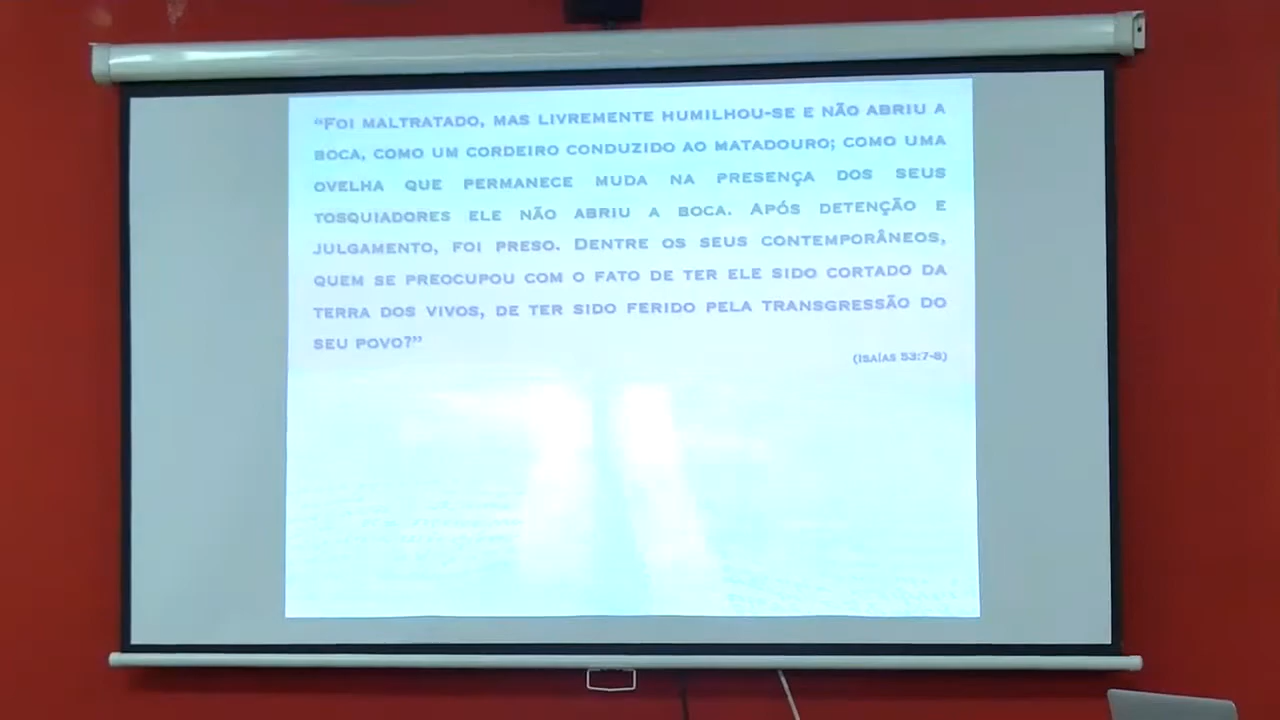 “FOI MALTRATADO, MAS LIVREMENTE HUMILHOU-SE E NÃO ABRIU A
BOCA, COMO UM CORDEIRO CONDUZIDO AO MATADOURO; COMO UMA
OVELHA QUE PERMANECE MUDA NA PRESENÇA DOS SEUS
TOSQUIADORES ELE NÃO ABRIU A BOCA. APÓS DETENÇÃO E
JULGAMENTO, FOI PRESO. DENTRE OS SEUS CONTEMPORÂNEOS,
QUEM SE PREOCUPOU COM O FATO DE TER ELE SIDO CORTADO DA
TERRA DOS VIVOS, DE TER SIDO FERIDO PELA TRANSGRESSÃO DO
SEU POVO?”
(ISAÍAS 53:7-8)